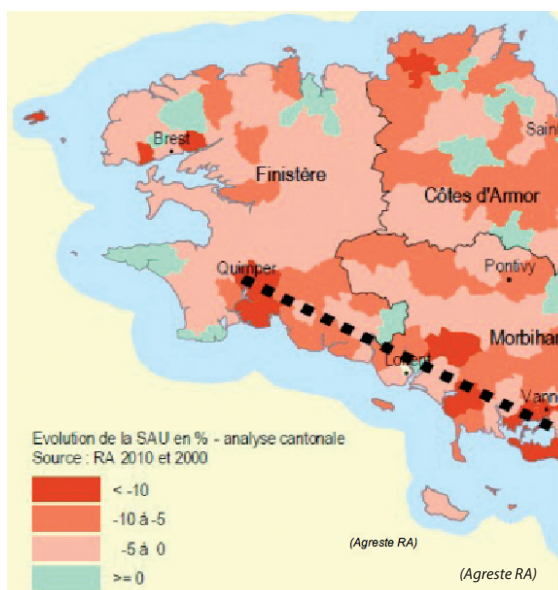 Brest
Finistère
Saint
Côtes d'Armor
Quimper
Pontivy
Morbihan
Lorient
Vann
Evolution de la SAU en % - analyse cantonale
Source : RA 2010 et 2000
< -10
-10 à -5
-5 à 0
>= 0
(Agreste RA)
(Agreste RA)